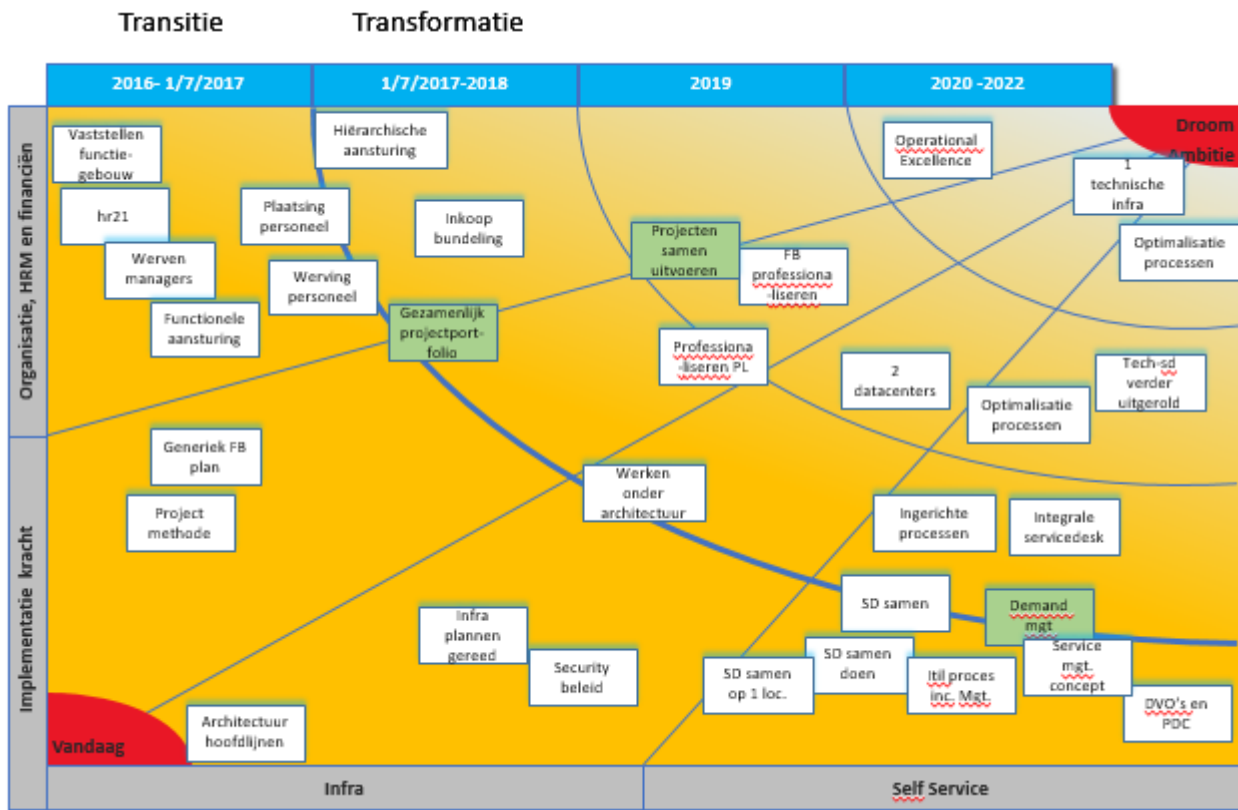 Transitie
Transformatie
2016- 1/7/2017
1/7/2017-2018
2019
2020 -2022
Organisatie, HRM en financiën
Implementatie kracht
Droom
Ambitie
Vaststellen
functie-
gebouw
Hiërarchische
aansturing
Operational
Excellence
1
technische
infra
hr21
Plaatsing
personeel
Inkoop
bundeling
Projecten
samen
uitvoeren
Optimalisatie
processen
Werven
managers
Werving
personeel
FB
professiona
-liseren
Functionele
aansturing
Gezamenlijk
projectport-
folio
Professiona
-liseren PL
2
datacenters
Tech-sd
verder
uitgerold
Optimalisatie
processen
Generiek FB
plan
Project
methode
Werken
onder
architectuur
Ingerichte
processen
Integrale
servicedesk
Infra
plannen
gereed
SD samen
Demand
mgt
Security
beleid
SD samen
op 1 loc.
SD samen
doen
Itil proces
inc. Mgt.
Service
mgt.
concept
DVO's en
PDC
Vandaag
Architectuur
hoofdlijnen
Infra
Self Service